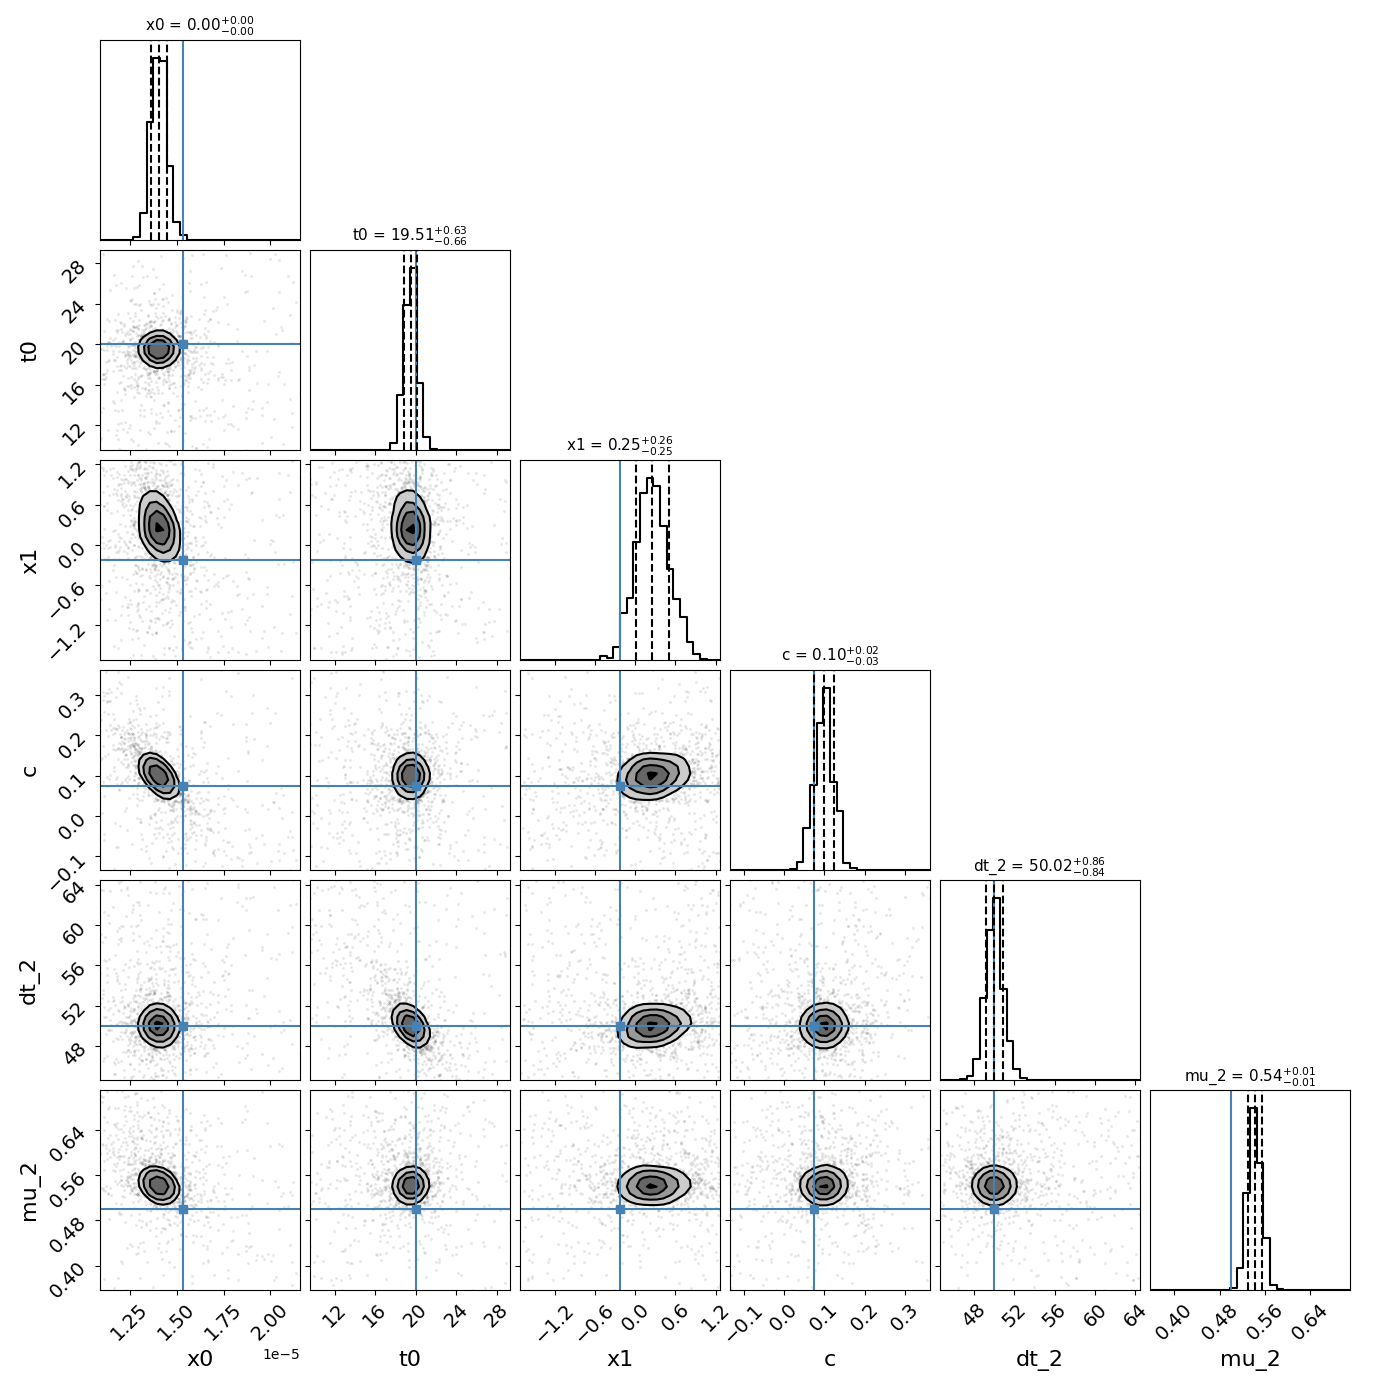 x0 = 0.00+0.00−0.00
t0 = 19.51+0.63−0.66
x1 = 0.25+0.26−0.25
c = 0.10+0.02−0.03
dt_2 = 50.02+0.86−0.84
mu_2 = 0.54+0.01−0.01
t0
28
24
20
16
12
x1
1.2
0.6
0.0
−0.6
−1.2
c
0.3
0.2
0.1
0.0
−0.1
dt_2
64
60
56
52
48
mu_2
0.64
0.56
0.48
0.40
1.25 1.50 1.75 2.00
1e−5
x0
12 16 20 24 28
t0
−1.2 −0.6 0.0 0.6 1.2
x1
−0.1 0.0 0.1 0.2 0.3
c
48 52 56 60 64
dt_2
0.40 0.48 0.56 0.64
mu_2